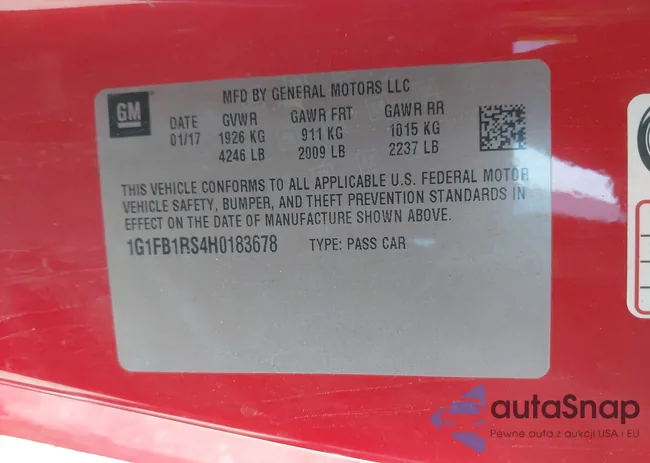 MFD BY GENERAL MOTORS LLC
GM
DATE GVWR GAWR FRT GAWR RR
01/17 1926 KG 911 KG 1015 KG
4246 LB 2009 LB 2237 LB
THIS VEHICLE CONFORMS TO ALL APPLICABLE U.S. FEDERAL MOTOR
VEHICLE SAFETY, BUMPER, AND THEFT PREVENTION STANDARDS IN
EFFECT ON THE DATE OF MANUFACTURE SHOWN ABOVE.
1G1FB1RS4H0183678 TYPE: PASS CAR
autaSnap
Pewne auta z aukcji USA i EU